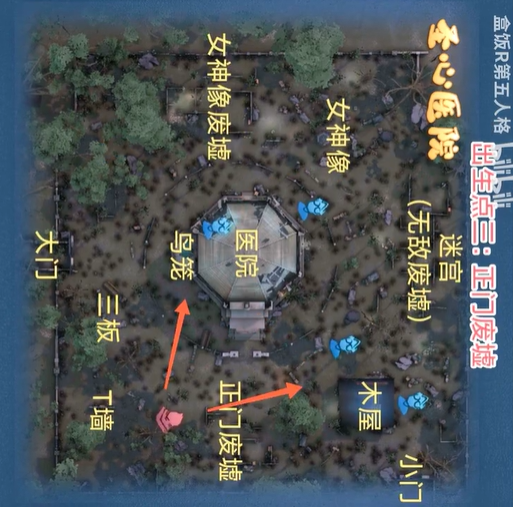 盒饭R第五人格
出生点三：正门废墟
圣心医院
迷宫
(无敌废墟)
小门
女神像
木屋
医院
女神像废墟
正门废墟
鸟笼
三板
T墙
大门